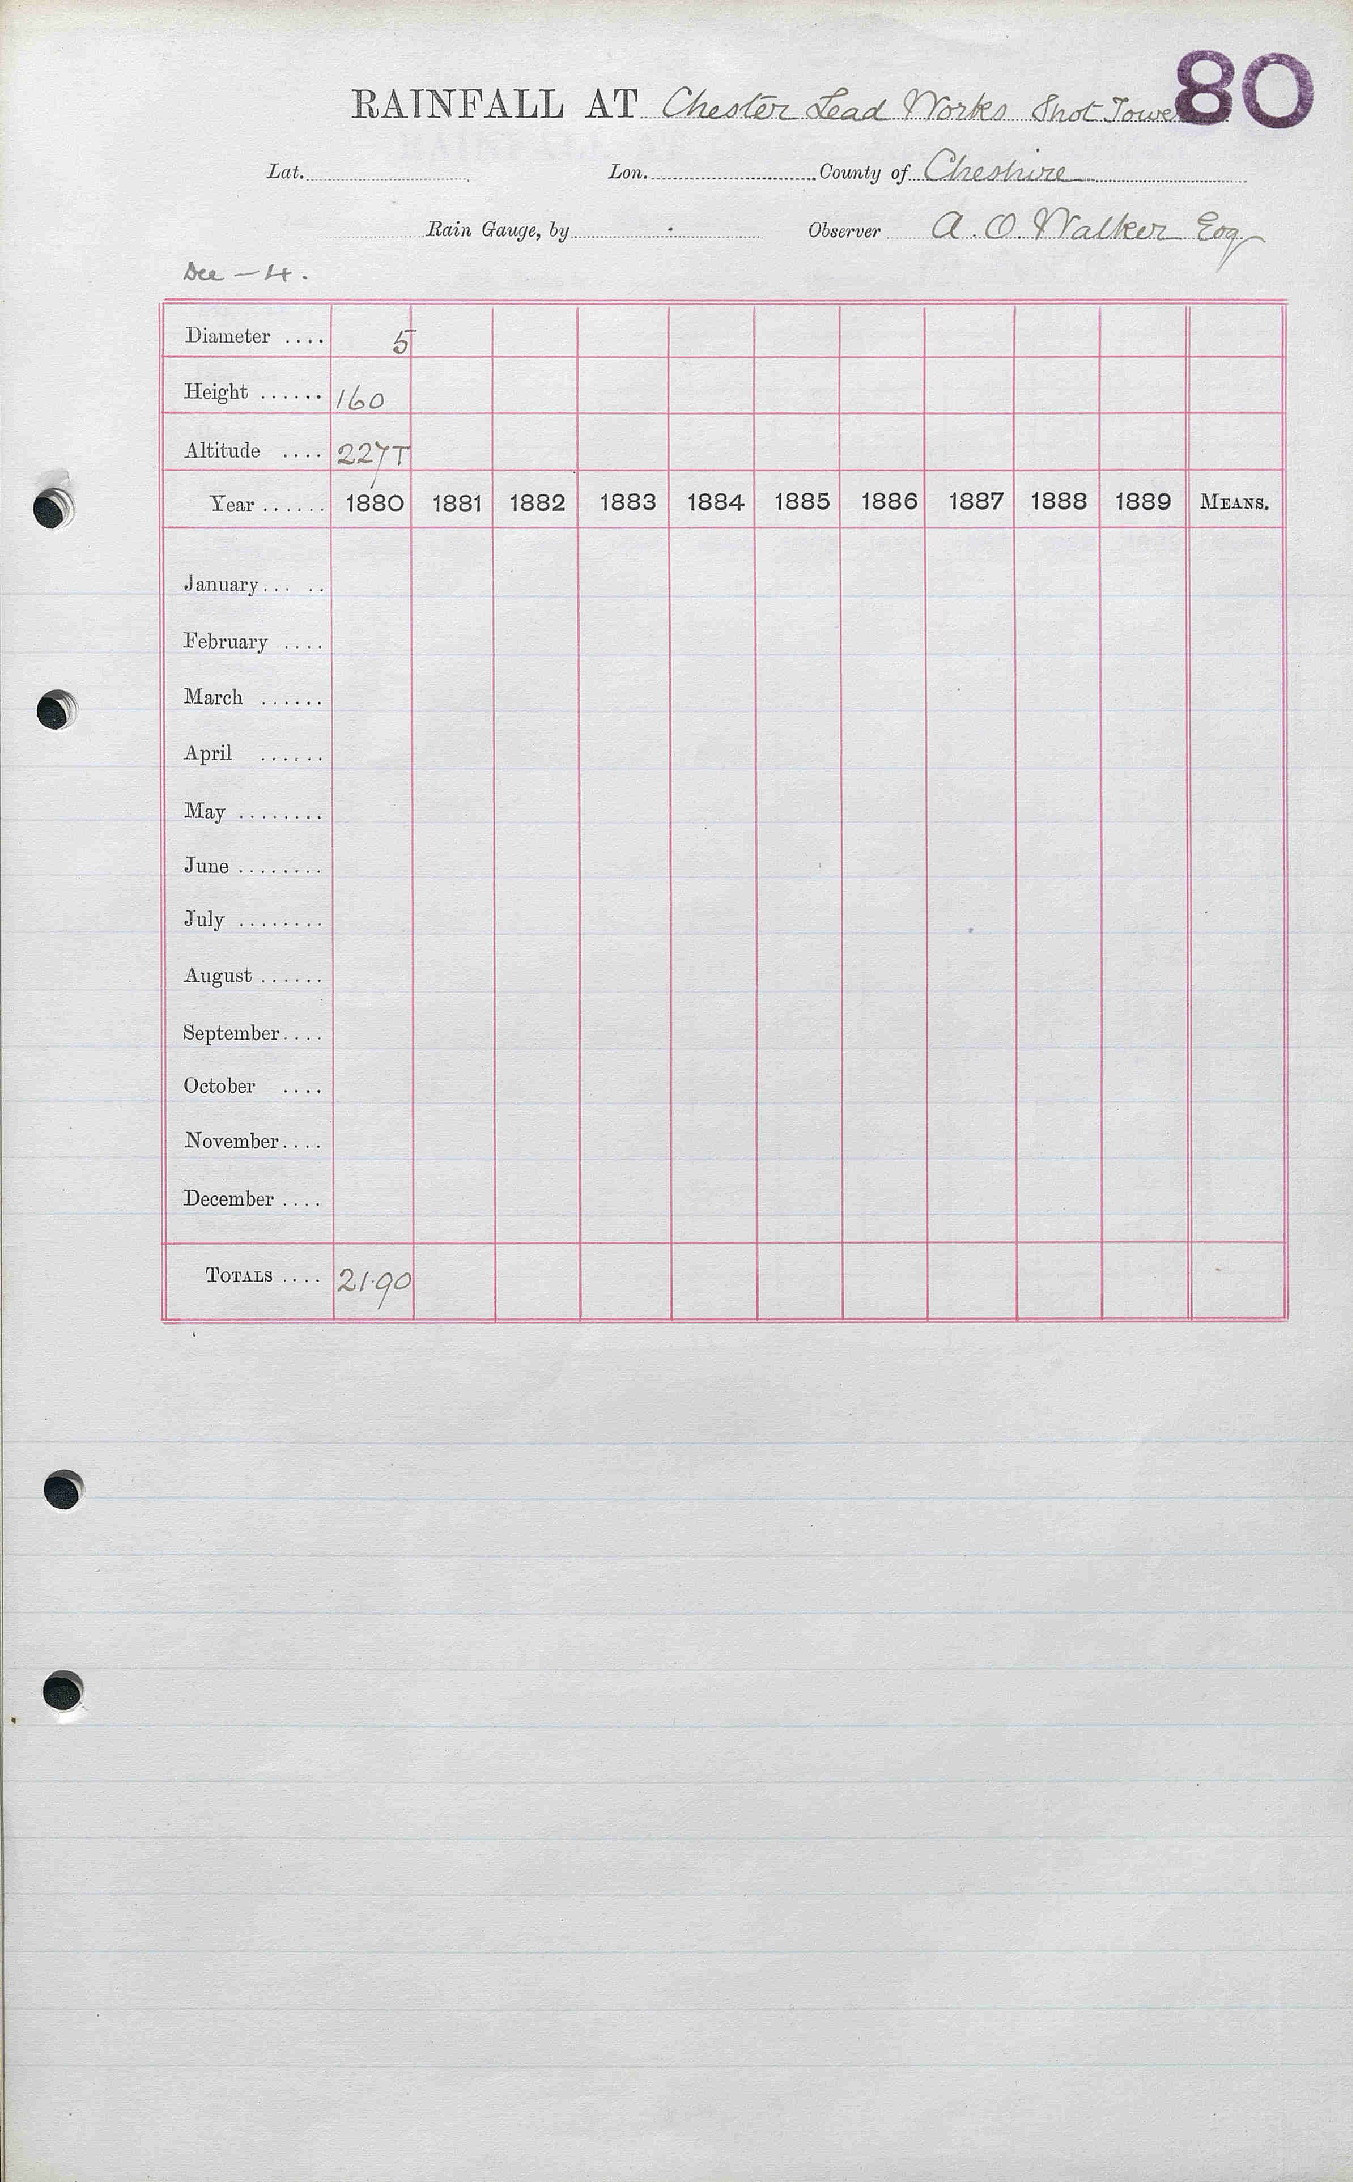 80
RAINFALL AT Chester Lead Works Shot Tower
Lat. Lon. County of Cheshire
Rain Gauge, by Observer A. O. Walker Esq
Dee — 4.
Diameter .... 5
Height ...... 160
Altitude .... 227T
Year ...... 1880 1881 1882 1883 1884 1885 1886 1887 1888 1889 MEANS.
January... ..
February ....
March ......
April ......
May ........
June ........
July ........
August ......
September....
October ....
November....
December ....
TOTALS .... 21.90